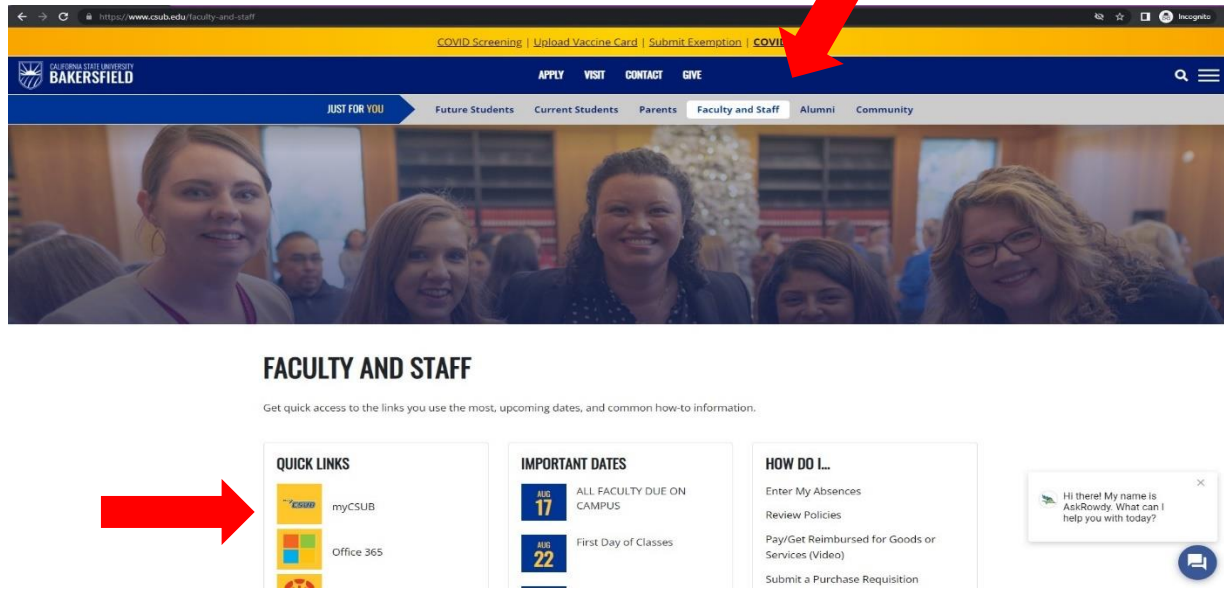 https://www.csub.edu/faculty-and-staff
Incognito
COVID Screening | Upload Vaccine Card | Submit Exemption |
CALIFORNIA STATE UNIVERSITY
BAKERSFIELD
APPLY VISIT CONTACT GIVE
JUST FOR YOU
Future Students Current Students Parents Faculty and Staff Alumni Community
FACULTY AND STAFF
Get quick access to the links you use the most, upcoming dates, and common how-to information.
QUICK LINKS
CSUB
myCSUB
Office 365
IMPORTANT DATES
AUG
17
ALL FACULTY DUE ON
CAMPUS
AUG
22
First Day of Classes
HOW DO I...
Enter My Absences
Review Policies
Pay/Get Reimbursed for Goods or
Services (Video)
Submit a Purchase Requisition
Hi there! My name is
AskRowdy. What can I
help you with today?